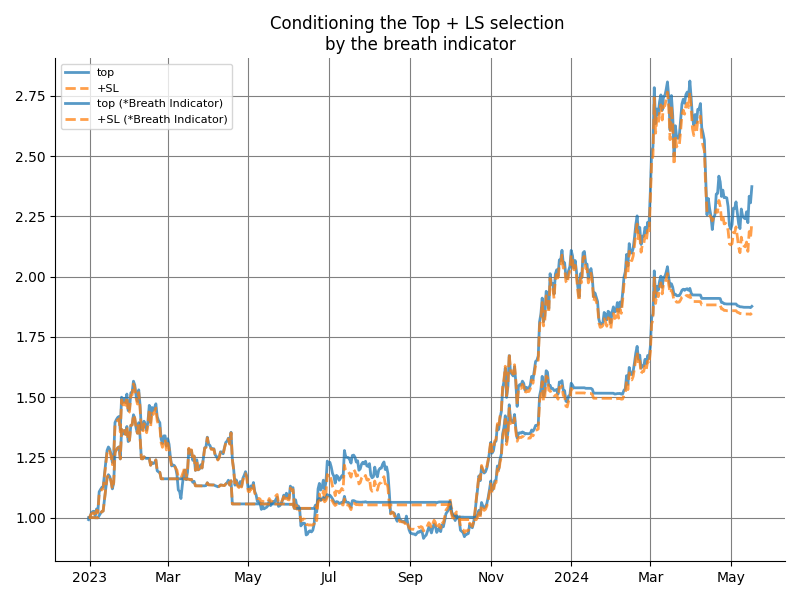 Conditioning the Top + LS selection
by the breath indicator
top
+SL
top (*Breath Indicator)
+SL (*Breath Indicator)
2.75
2.50
2.25
2.00
1.75
1.50
1.25
1.00
2023 Mar May Jul Sep Nov 2024 Mar May